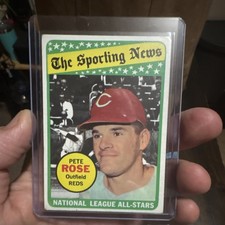 The Sporting News
PETE
ROSE
Outfield
REDS
NATIONAL LEAGUE ALL-STARS